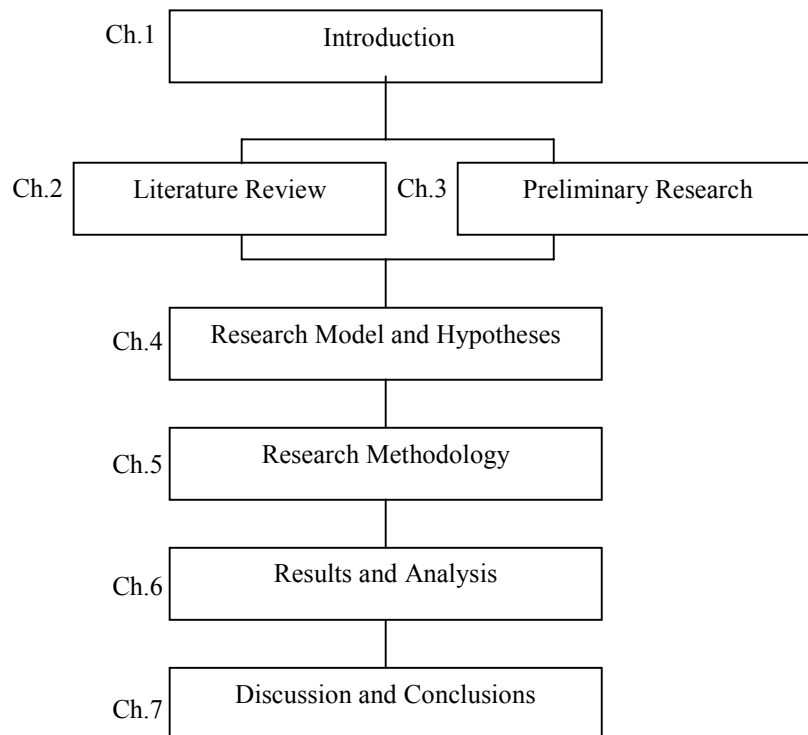 Ch.1 Introduction
Ch.2 Literature Review Ch.3 Preliminary Research
Ch.4 Research Model and Hypotheses
Ch.5 Research Methodology
Ch.6 Results and Analysis
Ch.7 Discussion and Conclusions